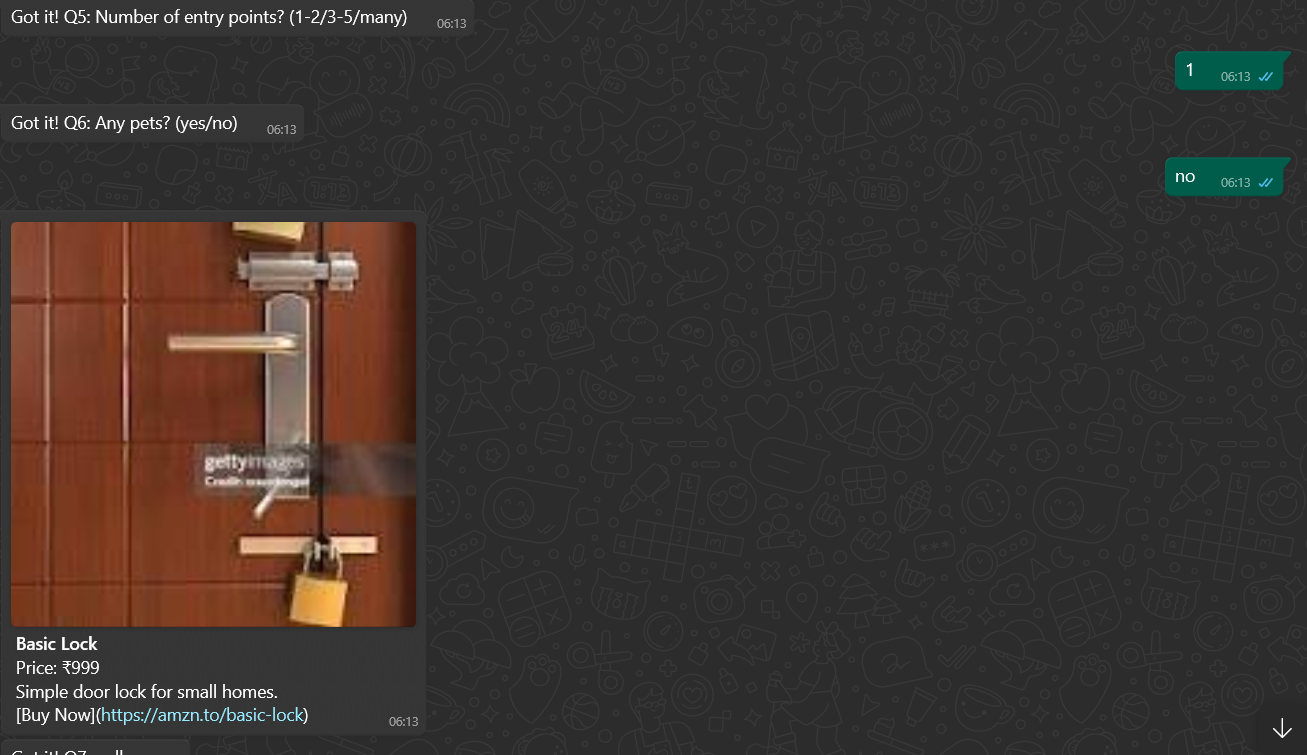 Got it! Q5: Number of entry points? (1-2/3-5/many)
06:13
1
06:13
Got it! Q6: Any pets? (yes/no)
06:13
no
06:13
gettyimages
Credit:
Basic Lock
Price: ₹999
Simple door lock for small homes.
[Buy Now](https://amzn.to/basic-lock)
06:13